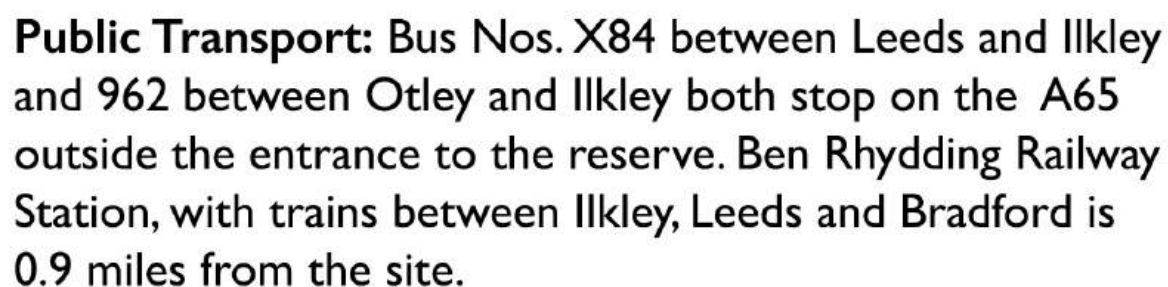 Public Transport: Bus Nos. X84 between Leeds and Ilkley
and 962 between Otley and Ilkley both stop on the A65
outside the entrance to the reserve. Ben Rhydding Railway
Station, with trains between Ilkley, Leeds and Bradford is
0.9 miles from the site.